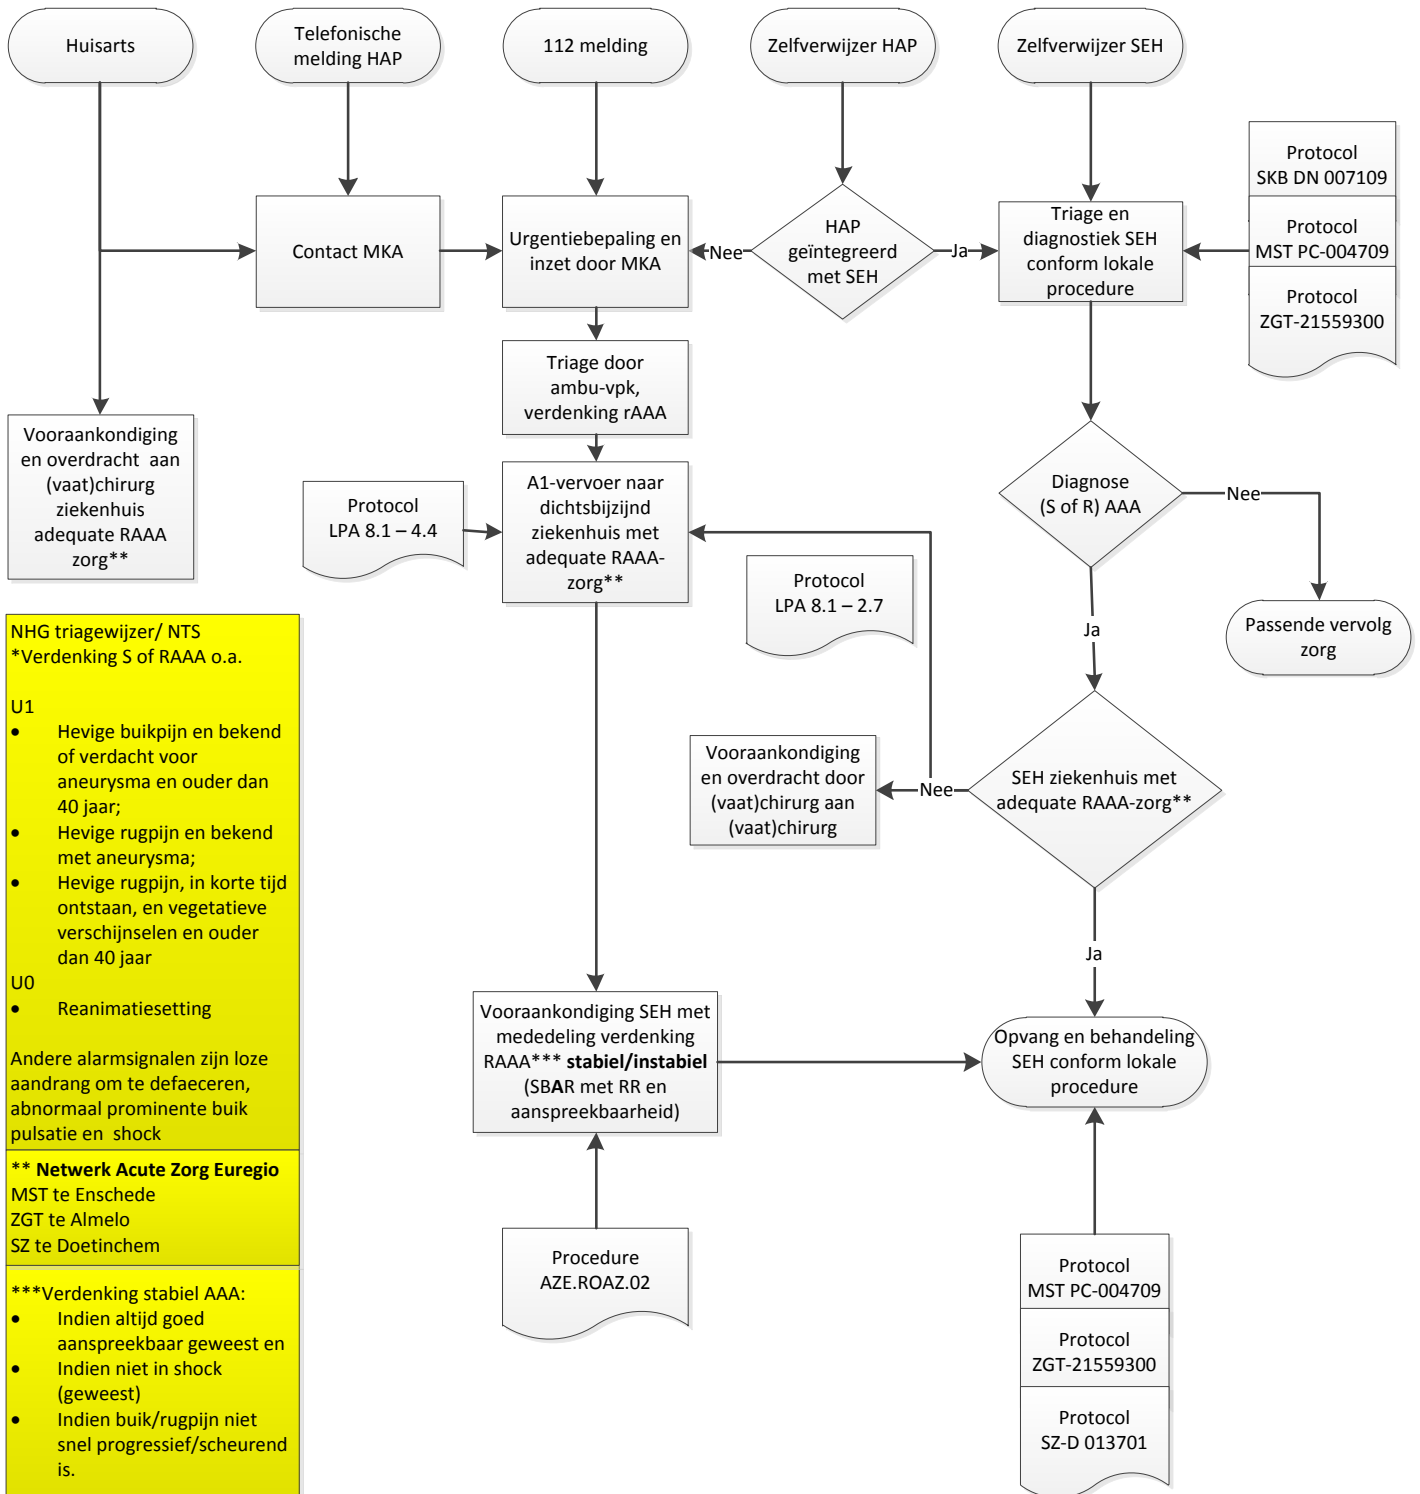 Huisarts
Telefonische
melding HAP
112 melding
Zelfverwijzer HAP
Zelfverwijzer SEH
Protocol
SKB DN 007109
Protocol
MST PC-004709
Protocol
ZGT-21559300
Contact MKA
Urgentiebepaling en
inzet door MKA
Nee
HAP
geïntegreerd
met SEH
Ja
Triage en
diagnostiek SEH
conform lokale
procedure
Triage door
ambu-vpk,
verdenking rAAA
Vooraankondiging
en overdracht  aan
(vaat)chirurg
ziekenhuis
adequate RAAA
zorg**
Protocol
LPA 8.1 – 4.4
A1-vervoer naar
dichtsbijzijnd
ziekenhuis met
adequate RAAA-
zorg**
Diagnose
(S of R) AAA
Nee
Protocol
LPA 8.1 – 2.7
Ja
Passende vervolg
zorg
NHG triagewijzer/ NTS
*Verdenking S of RAAA o.a.
U1
• Hevige buikpijn en bekend
of verdacht voor
aneurysma en ouder dan
40 jaar;
• Hevige rugpijn en bekend
met aneurysma;
• Hevige rugpijn, in korte tijd
ontstaan, en vegetatieve
verschijnselen en ouder
dan 40 jaar
U0
• Reanimatiesetting
Andere alarmsignalen zijn loze
aandrang om te defaeceren,
abnormaal prominente buik
pulsatie en  shock
** Netwerk Acute Zorg Euregio
MST te Enschede
ZGT te Almelo
SZ te Doetinchem
***Verdenking stabiel AAA:
• Indien altijd goed
aanspreekbaar geweest en
• Indien niet in shock
(geweest)
• Indien buik/rugpijn niet
snel progressief/scheurend
is.
Vooraankondiging
en overdracht door
(vaat)chirurg aan
(vaat)chirurg
Nee
SEH ziekenhuis met
adequate RAAA-zorg**
Ja
Vooraankondiging SEH met
mededeling verdenking
RAAA*** stabiel/instabiel
(SBAR met RR en
aanspreekbaarheid)
Opvang en behandeling
SEH conform lokale
procedure
Procedure
AZE.ROAZ.02
Protocol
MST PC-004709
Protocol
ZGT-21559300
Protocol
SZ-D 013701